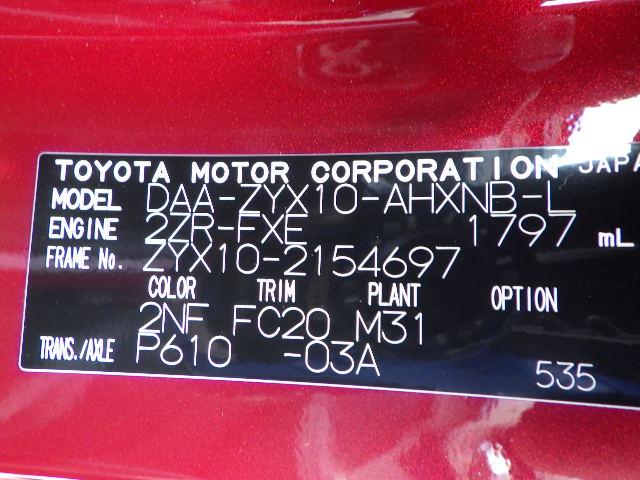 TOYOTA MOTOR CORPORATION JAPA
MODEL DAA-ZYX10-AHXNB-L
ENGINE 2ZR-FXE 1797 mL
FRAME No. ZYX10-2154697
COLOR TRIM PLANT OPTION
2NF FC20 M31
TRANS./AXLE P610 -03A
535